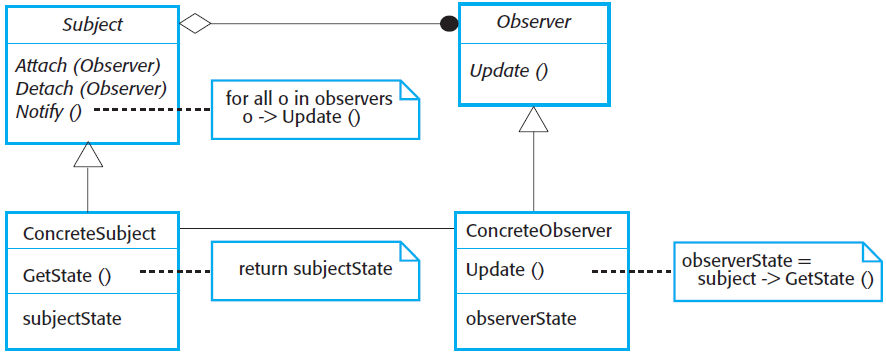 Subject
Attach (Observer)
Detach (Observer)
Notify ()
for all o in observers
o -> Update ()
Observer
Update ()
ConcreteSubject
GetState ()
subjectState
return subjectState
ConcreteObserver
Update ()
observerState
observerState =
subject -> GetState ()